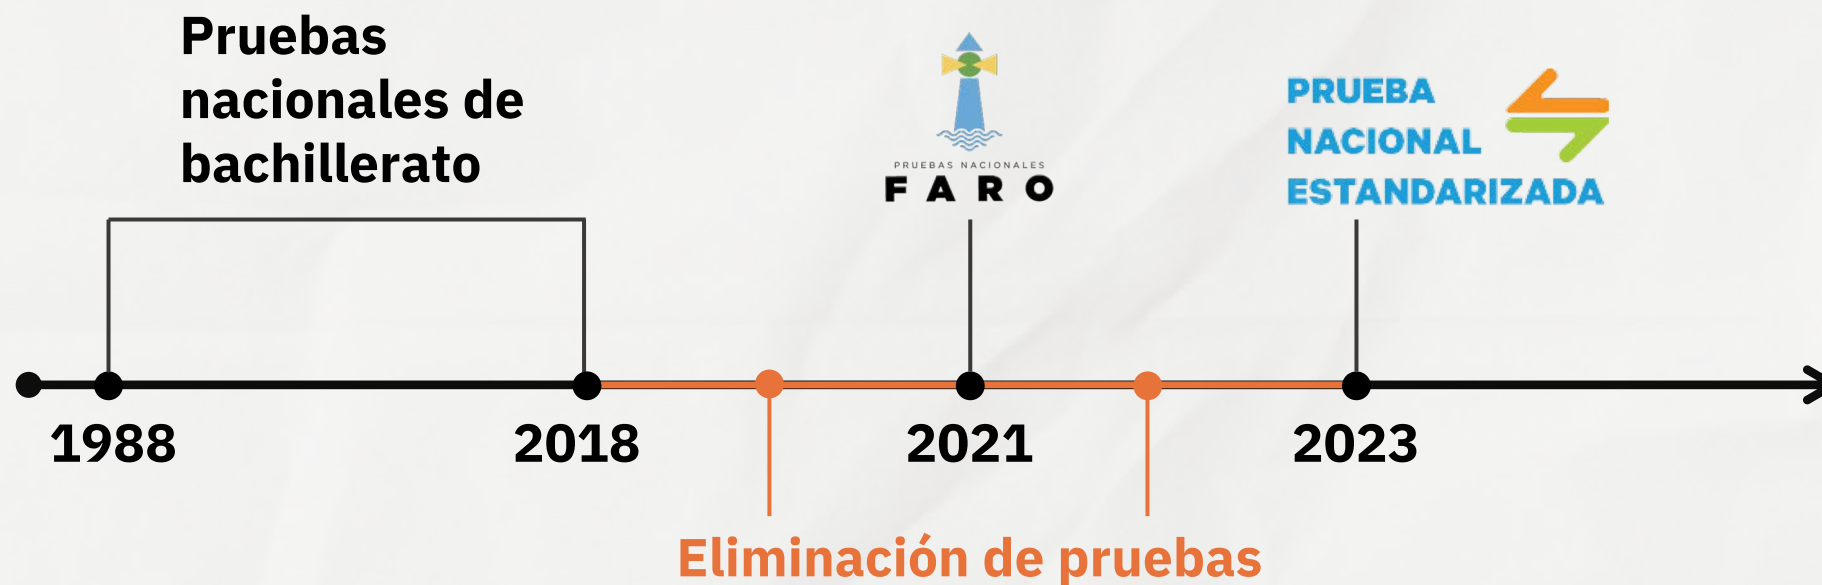 Pruebas
nacionales de
bachillerato
PRUEBAS NACIONALES
FARO
PRUEBA
NACIONAL
ESTANDARIZADA
1988
2018
2021
2023
Eliminación de pruebas